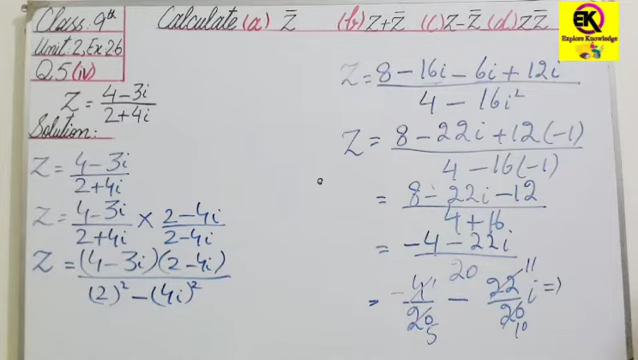 Class: 9th
Unit 2, Ex 2.6
Q.5(iv)
Calculate (a) z̄ (b) z+z̄ (c) z-z̄ (d) zz̄
EK
Explore Knowledge
z = 4-3i / 2+4i
Solution:
z = 4-3i / 2+4i
z = 4-3i / 2+4i × 2-4i / 2-4i
z = (4-3i)(2-4i) / (2)² - (4i)²
z = 8-16i-6i+12i / 4-16i²
z = 8-22i+12(-1) / 4-16(-1)
= 8-22i-12 / 4+16
= -4-22i / 20
= -4 1 / 20 5 - 22 11 / 20 10 i ⇒